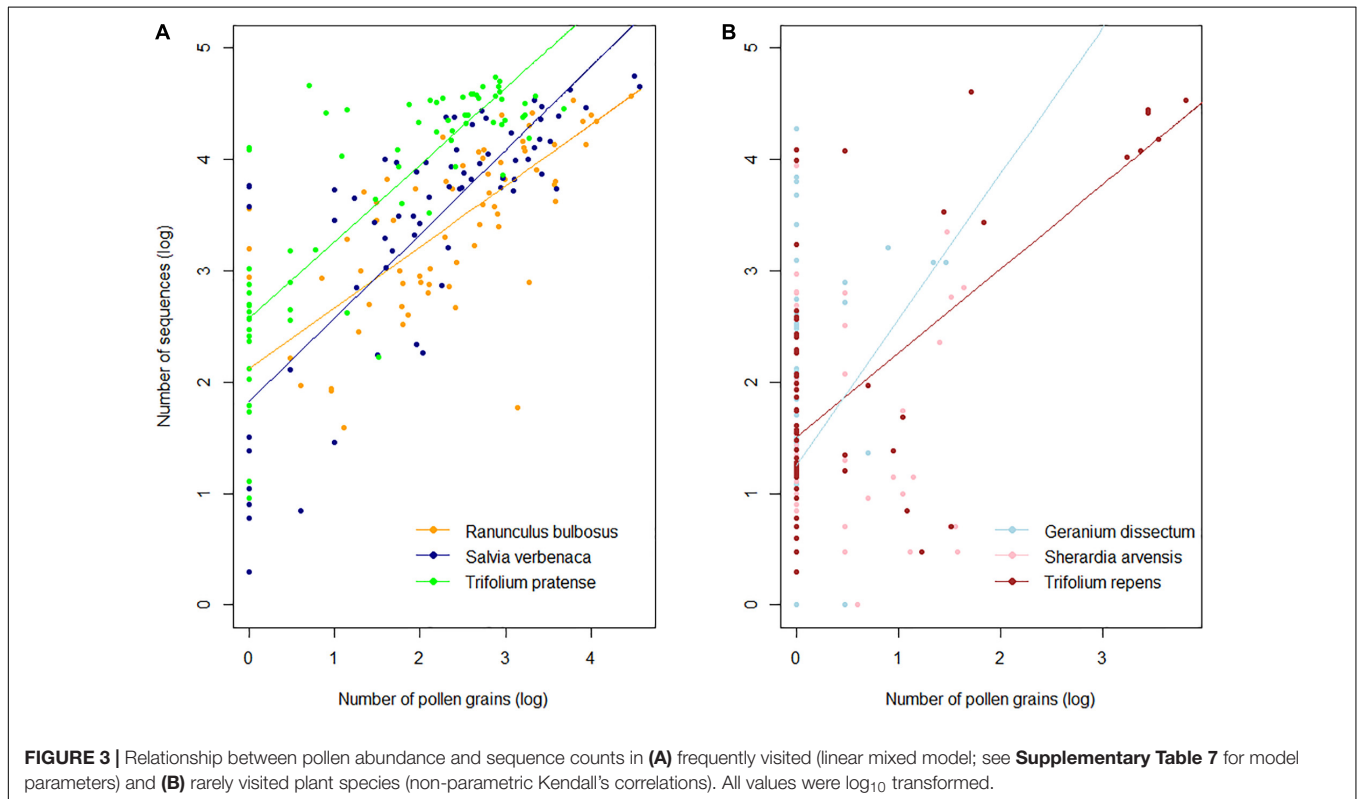 A
B
5
4
3
2
1
0
Number of sequences (log)
0 1 2 3 4
Number of pollen grains (log)
Ranunculus bulbosus
Salvia verbenaca
Trifolium pratense
5
4
3
2
1
0
0 1 2 3
Number of pollen grains (log)
Geranium dissectum
Sherardia arvensis
Trifolium repens
FIGURE 3 | Relationship between pollen abundance and sequence counts in (A) frequently visited (linear mixed model; see Supplementary Table 7 for model
parameters) and (B) rarely visited plant species (non-parametric Kendall's correlations). All values were log10 transformed.